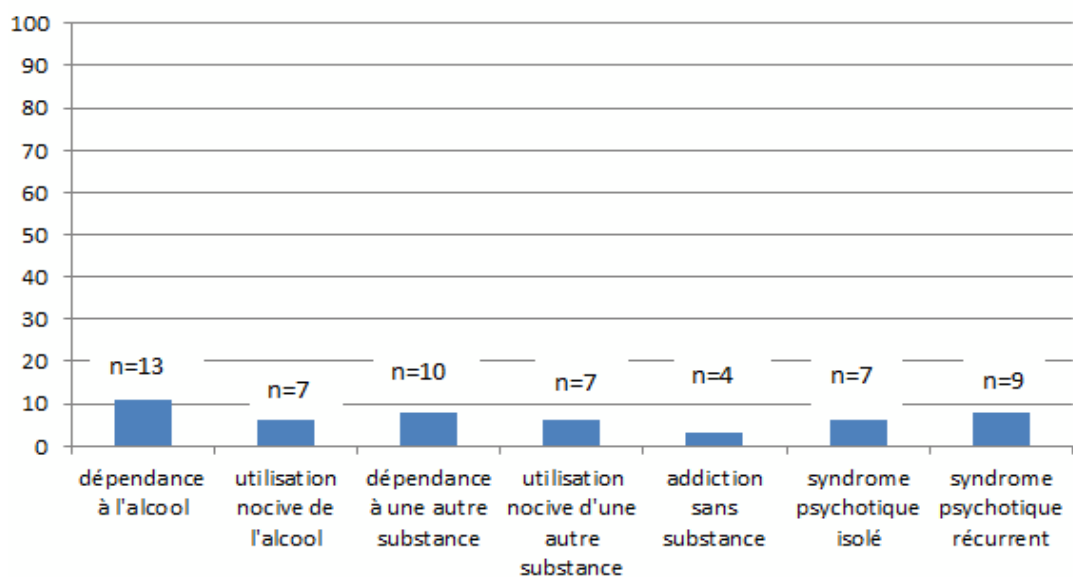 100
90
80
70
60
50
40
30
20
10
0
n=13
n=7
n=10
n=7
n=4
n=7
n=9
dépendance
à l'alcool
utilisation
nocive de
l'alcool
dépendance
à une autre
substance
utilisation
nocive d'une
autre
substance
addiction
sans
substance
syndrome
psychotique
isolé
syndrome
psychotique
récurrent